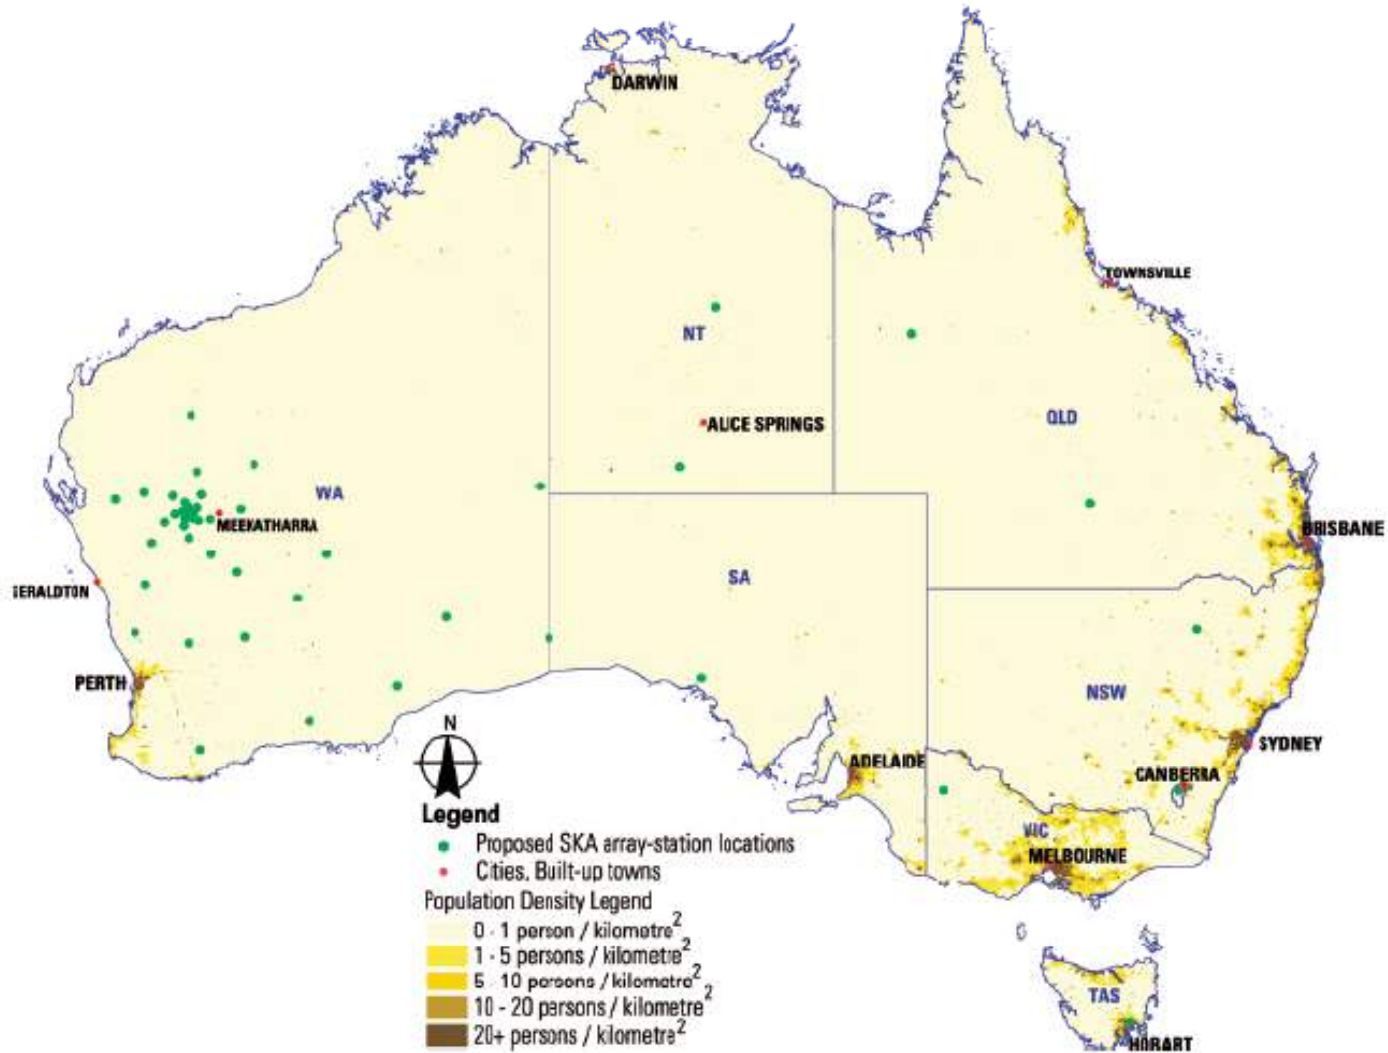 DARWIN
TOWNSVILLE
NT
ALICE SPRINGS
QLD
WA
MEEKATHARRA
BRISBANE
SA
ERALDTON
PERTH
NSW
N
SYDNEY
ADELAIDE
CANBERRA
Legend
VIC
Proposed SKA array-station locations
MELBOURNE
Cities, Built-up towns
Population Density Legend
0 - 1 person / kilometre2
1 - 5 persons / kilometre2
5 - 10 persons / kilometre2
TAS
10 - 20 persons / kilometre2
20+ persons / kilometre2
HOBART